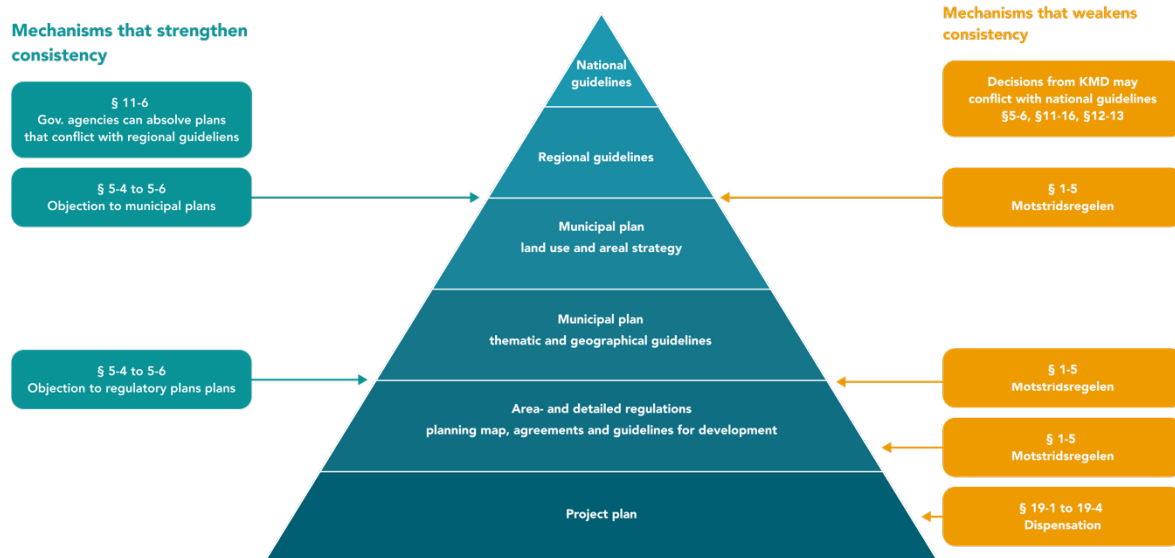 Mechanisms that strengthen
consistency
§ 11-6
Gov. agencies can absolve plans
that conflict with regional guideliens
§ 5-4 to 5-6
Objection to municipal plans
§ 5-4 to 5-6
Objection to regulatory plans plans
National
guidelines
Regional guidelines
Municipal plan
land use and areal strategy
Municipal plan
thematic and geographical guidelines
Area- and detailed regulations
planning map, agreements and guidelines for development
Project plan
Mechanisms that weakens
consistency
Decisions from KMD may
conflict with national guidelines
§5-6, §11-16, §12-13
§ 1-5
Motstridsregelen
§ 1-5
Motstridsregelen
§ 1-5
Motstridsregelen
§ 19-1 to 19-4
Dispensation